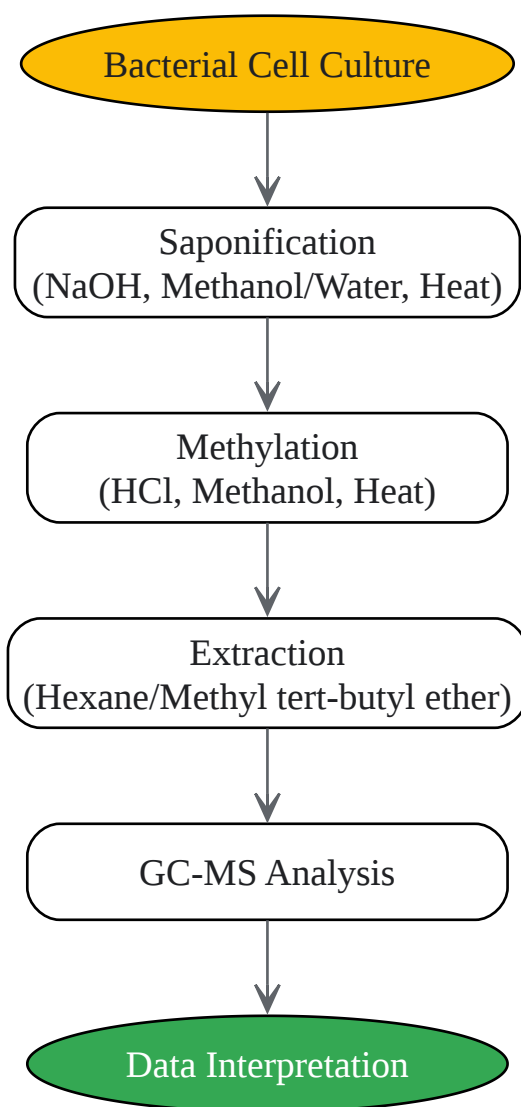 Bacterial Cell Culture
Saponification
(NaOH, Methanol/Water, Heat)
Methylation
(HCl, Methanol, Heat)
Extraction
(Hexane/Methyl tert-butyl ether)
GC-MS Analysis
Data Interpretation